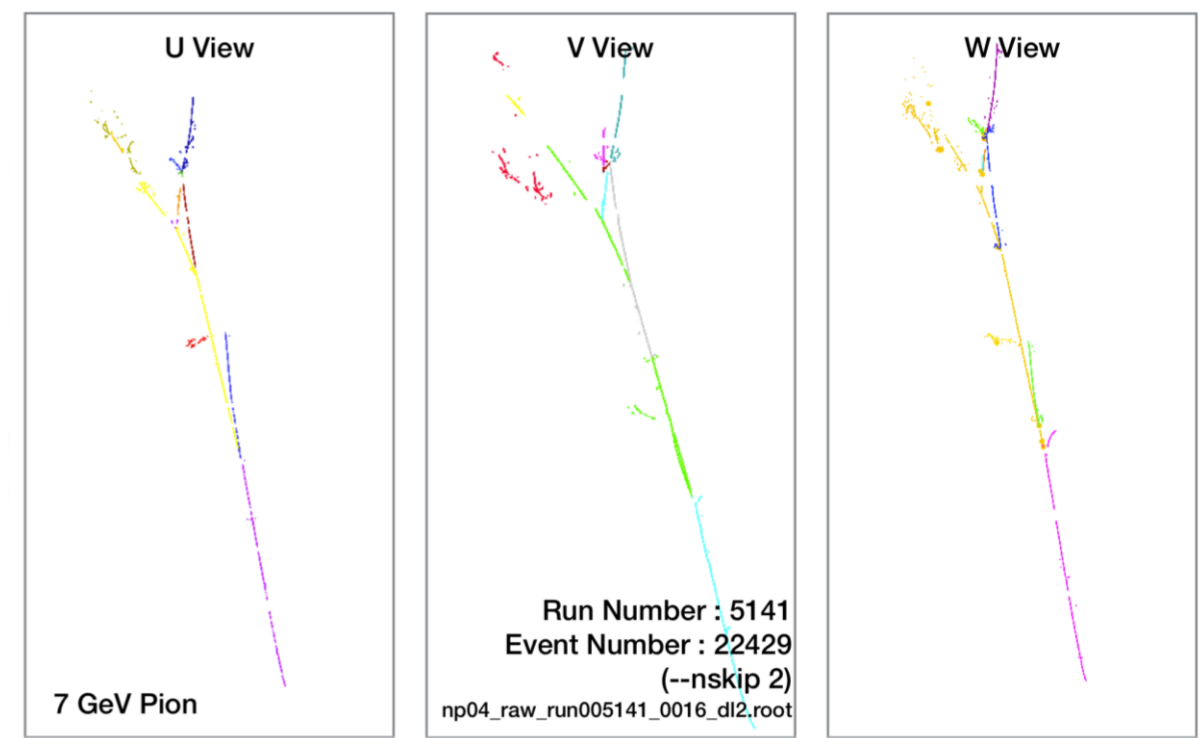 U View
V View
W View
Run Number : 5141
Event Number : 22429
(--nskip 2)
7 GeV Pion
np04_raw_run005141_0016_dl2.root